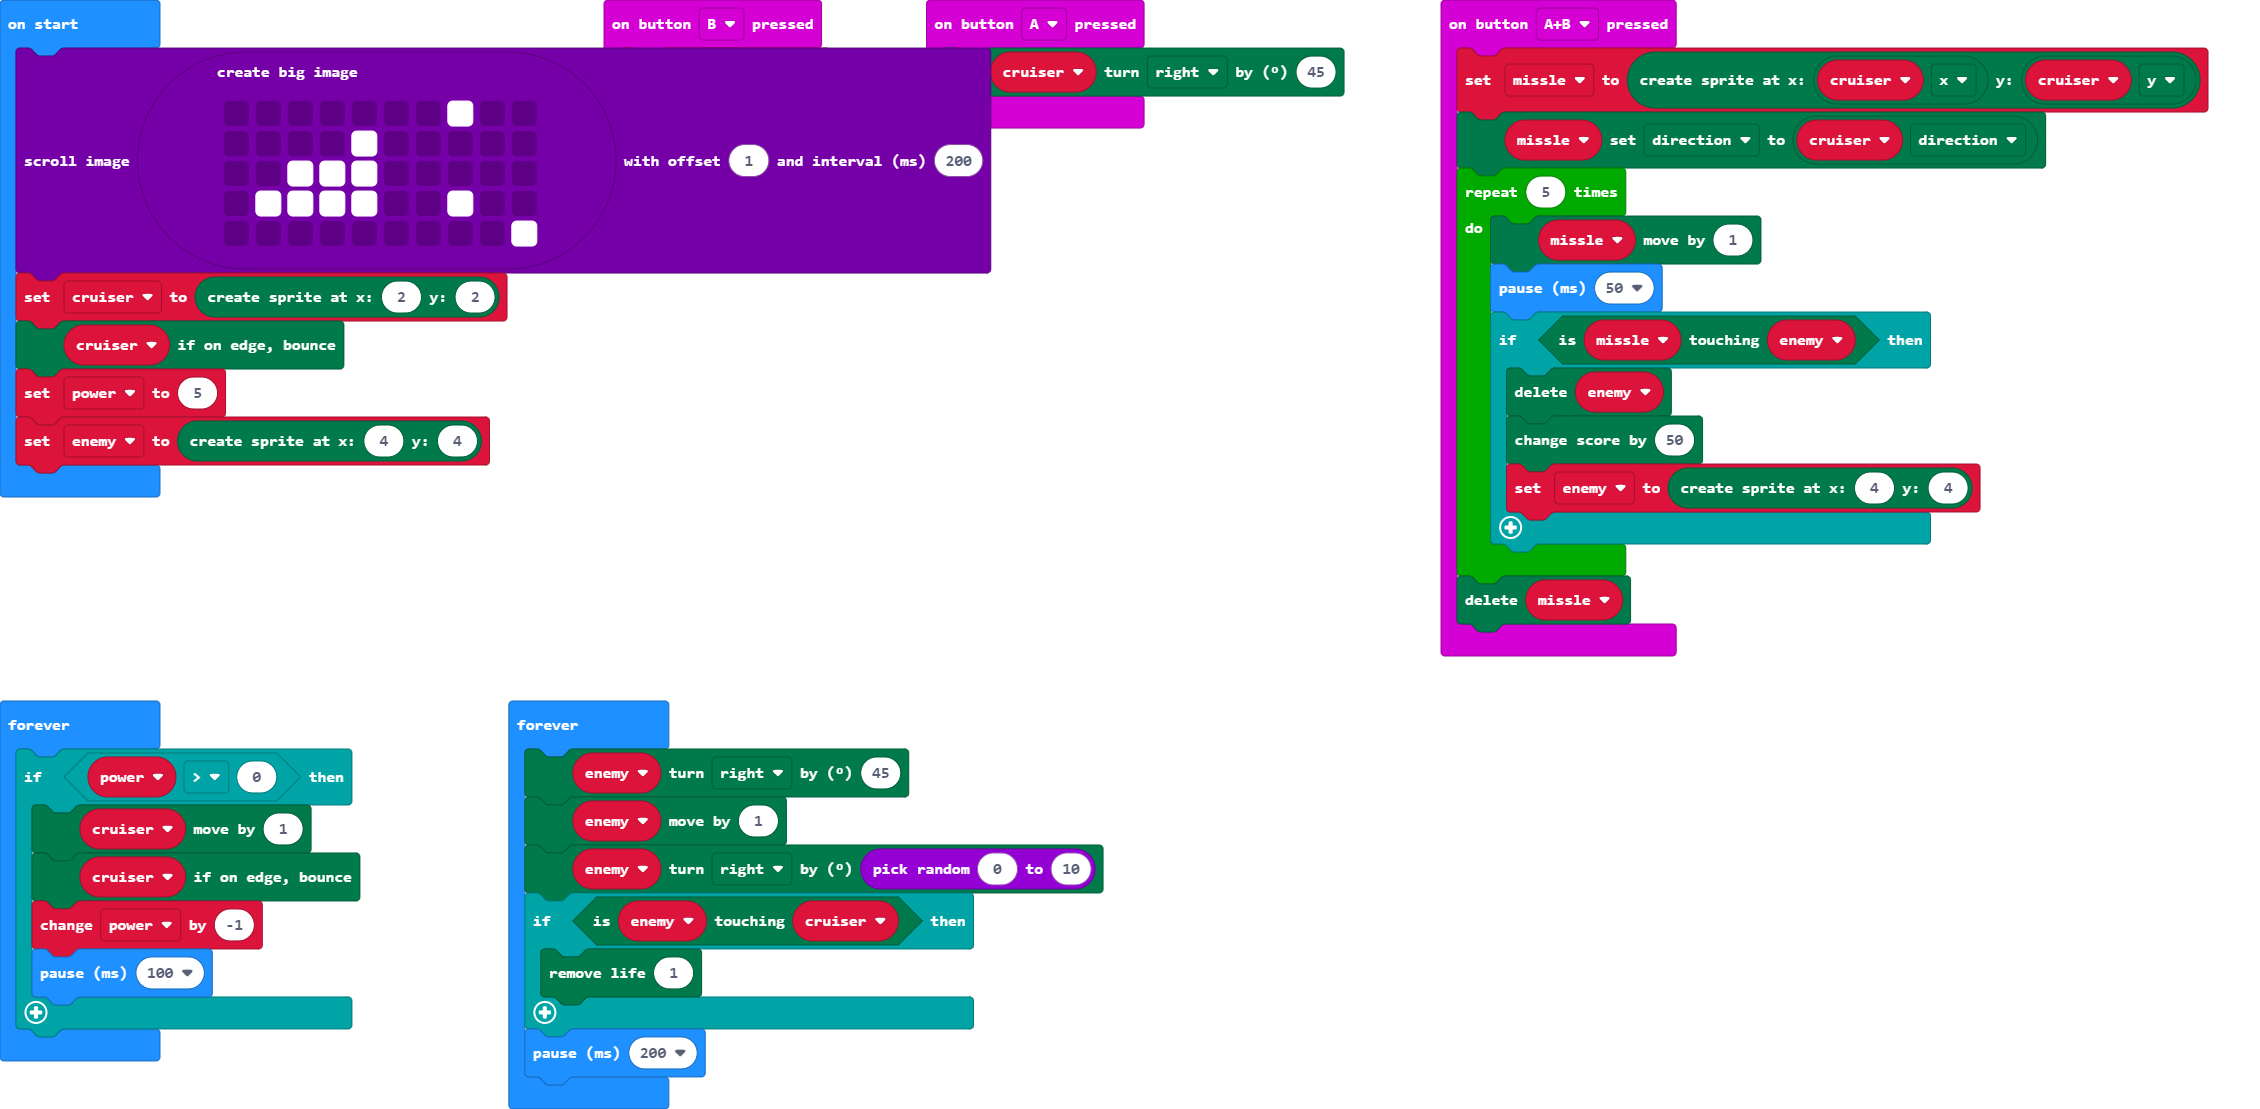 on start
scroll image create big image with offset 1 and interval (ms) 200
set cruiser to create sprite at x: 2 y: 2
cruiser if on edge, bounce
set power to 5
set enemy to create sprite at x: 4 y: 4
on button B pressed
on button A pressed
cruiser turn right by (º) 45
on button A+B pressed
set missle to create sprite at x: cruiser x y: cruiser y
missle set direction to cruiser direction
repeat 5 times
do
missle move by 1
pause (ms) 50
if is missle touching enemy then
delete enemy
change score by 50
set enemy to create sprite at x: 4 y: 4
delete missle
forever
if power > 0 then
cruiser move by 1
cruiser if on edge, bounce
change power by -1
pause (ms) 100
forever
enemy turn right by (º) 45
enemy move by 1
enemy turn right by (º) pick random 0 to 10
if is enemy touching cruiser then
remove life 1
pause (ms) 200